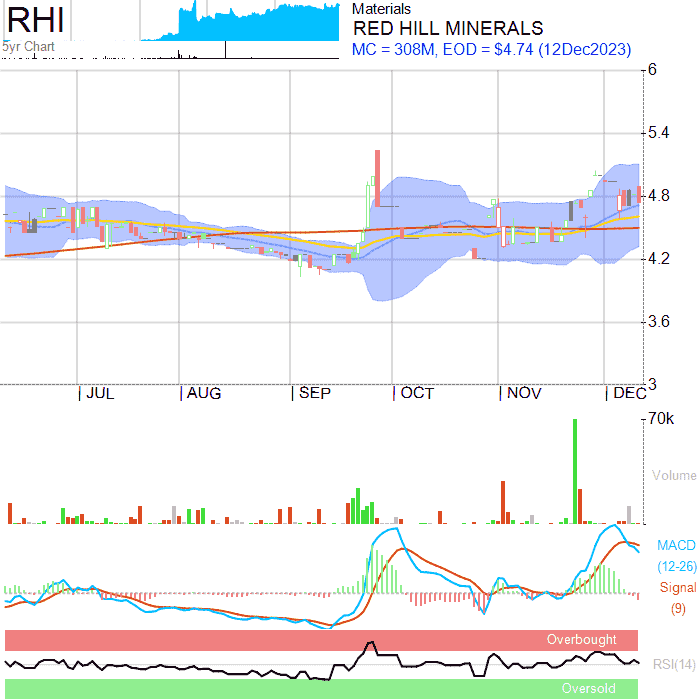 RHI
5yr Chart
Materials
RED HILL MINERALS
MC = 308M, EOD = $4.74 (12Dec2023)
6
5.4
4.8
4.2
3.6
3
JUL AUG SEP OCT NOV DEC
70k
Volume
MACD
(12-26)
Signal
(9)
Overbought
RSI(14)
Oversold